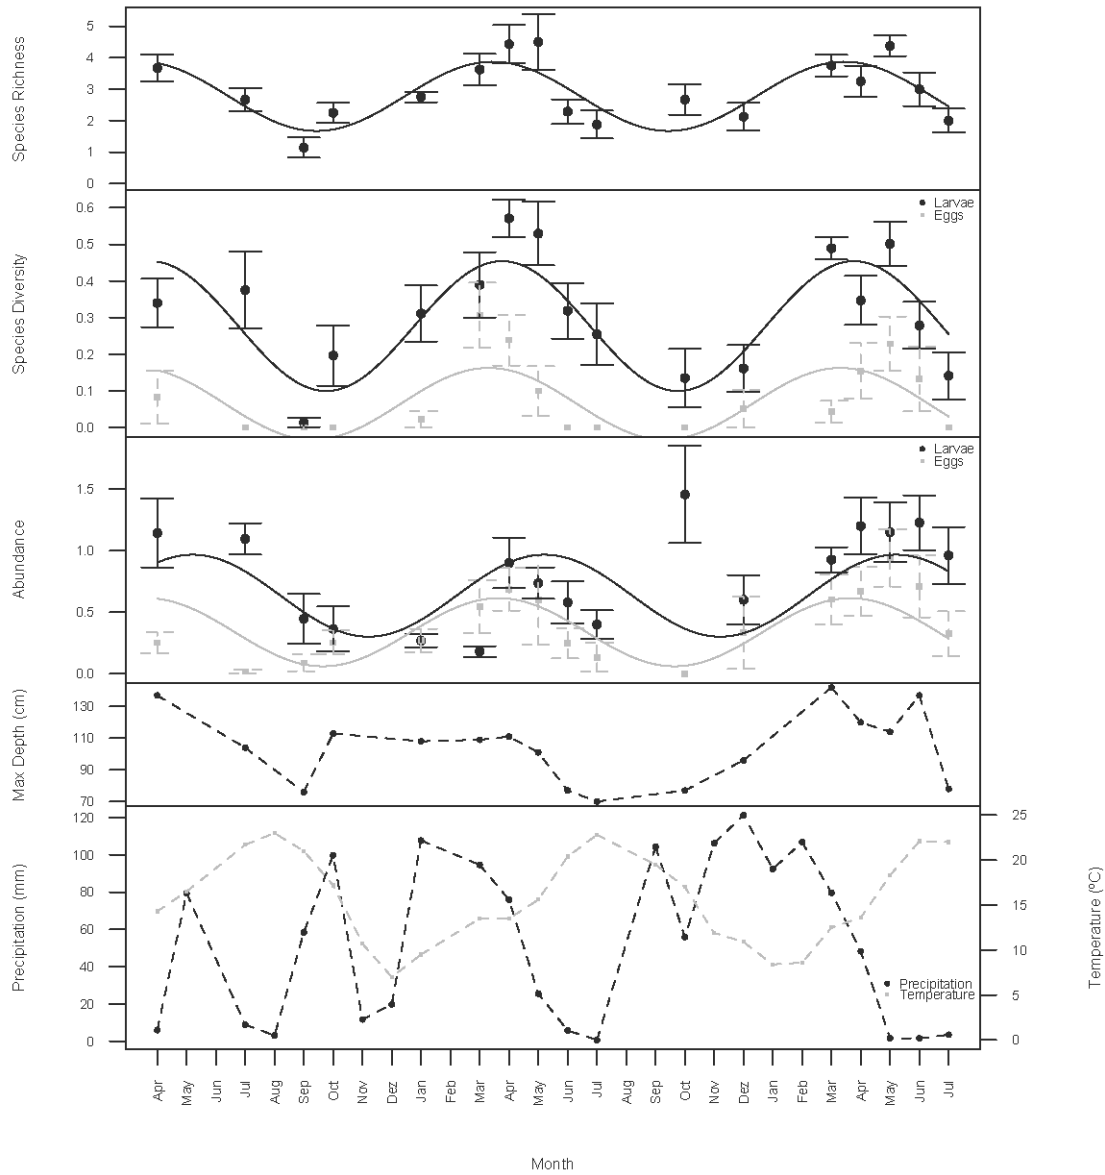 Species Richness
5
4
3
2
1
0
Species Diversity
0.6
0.5
0.4
0.3
0.2
0.1
0.0
Larvae
Eggs
Abundance
1.5
1.0
0.5
0.0
Larvae
Eggs
Max Depth (cm)
130
110
90
70
Precipitation (mm)
120
100
80
60
40
20
0
Precipitation
Temperature
25
20
15
10
5
0
Temperature (ºC)
Apr May Jun Jul Aug Sep Oct Nov Dez Jan Feb Mar Apr May Jun Jul Aug Sep Oct Nov Dez Jan Feb Mar Apr May Jun Jul
Month